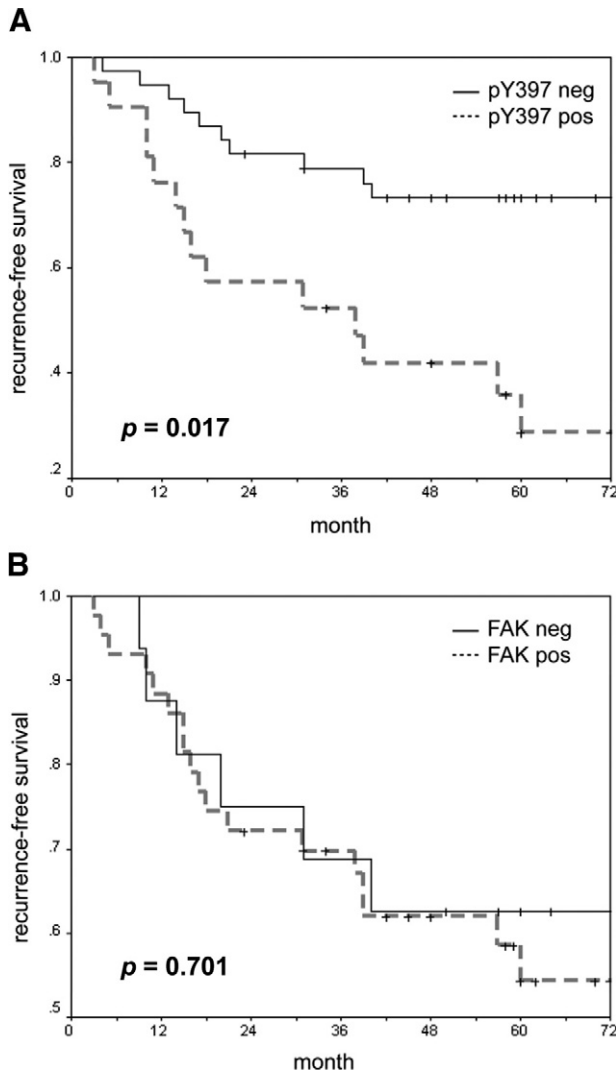 A
1.0
.8
.6
.4
.2
recurrence-free survival
pY397 neg
pY397 pos
p = 0.017
0 12 24 36 48 60 72
month
B
1.0
.9
.8
.7
.6
.5
recurrence-free survival
FAK neg
FAK pos
p = 0.701
0 12 24 36 48 60 72
month